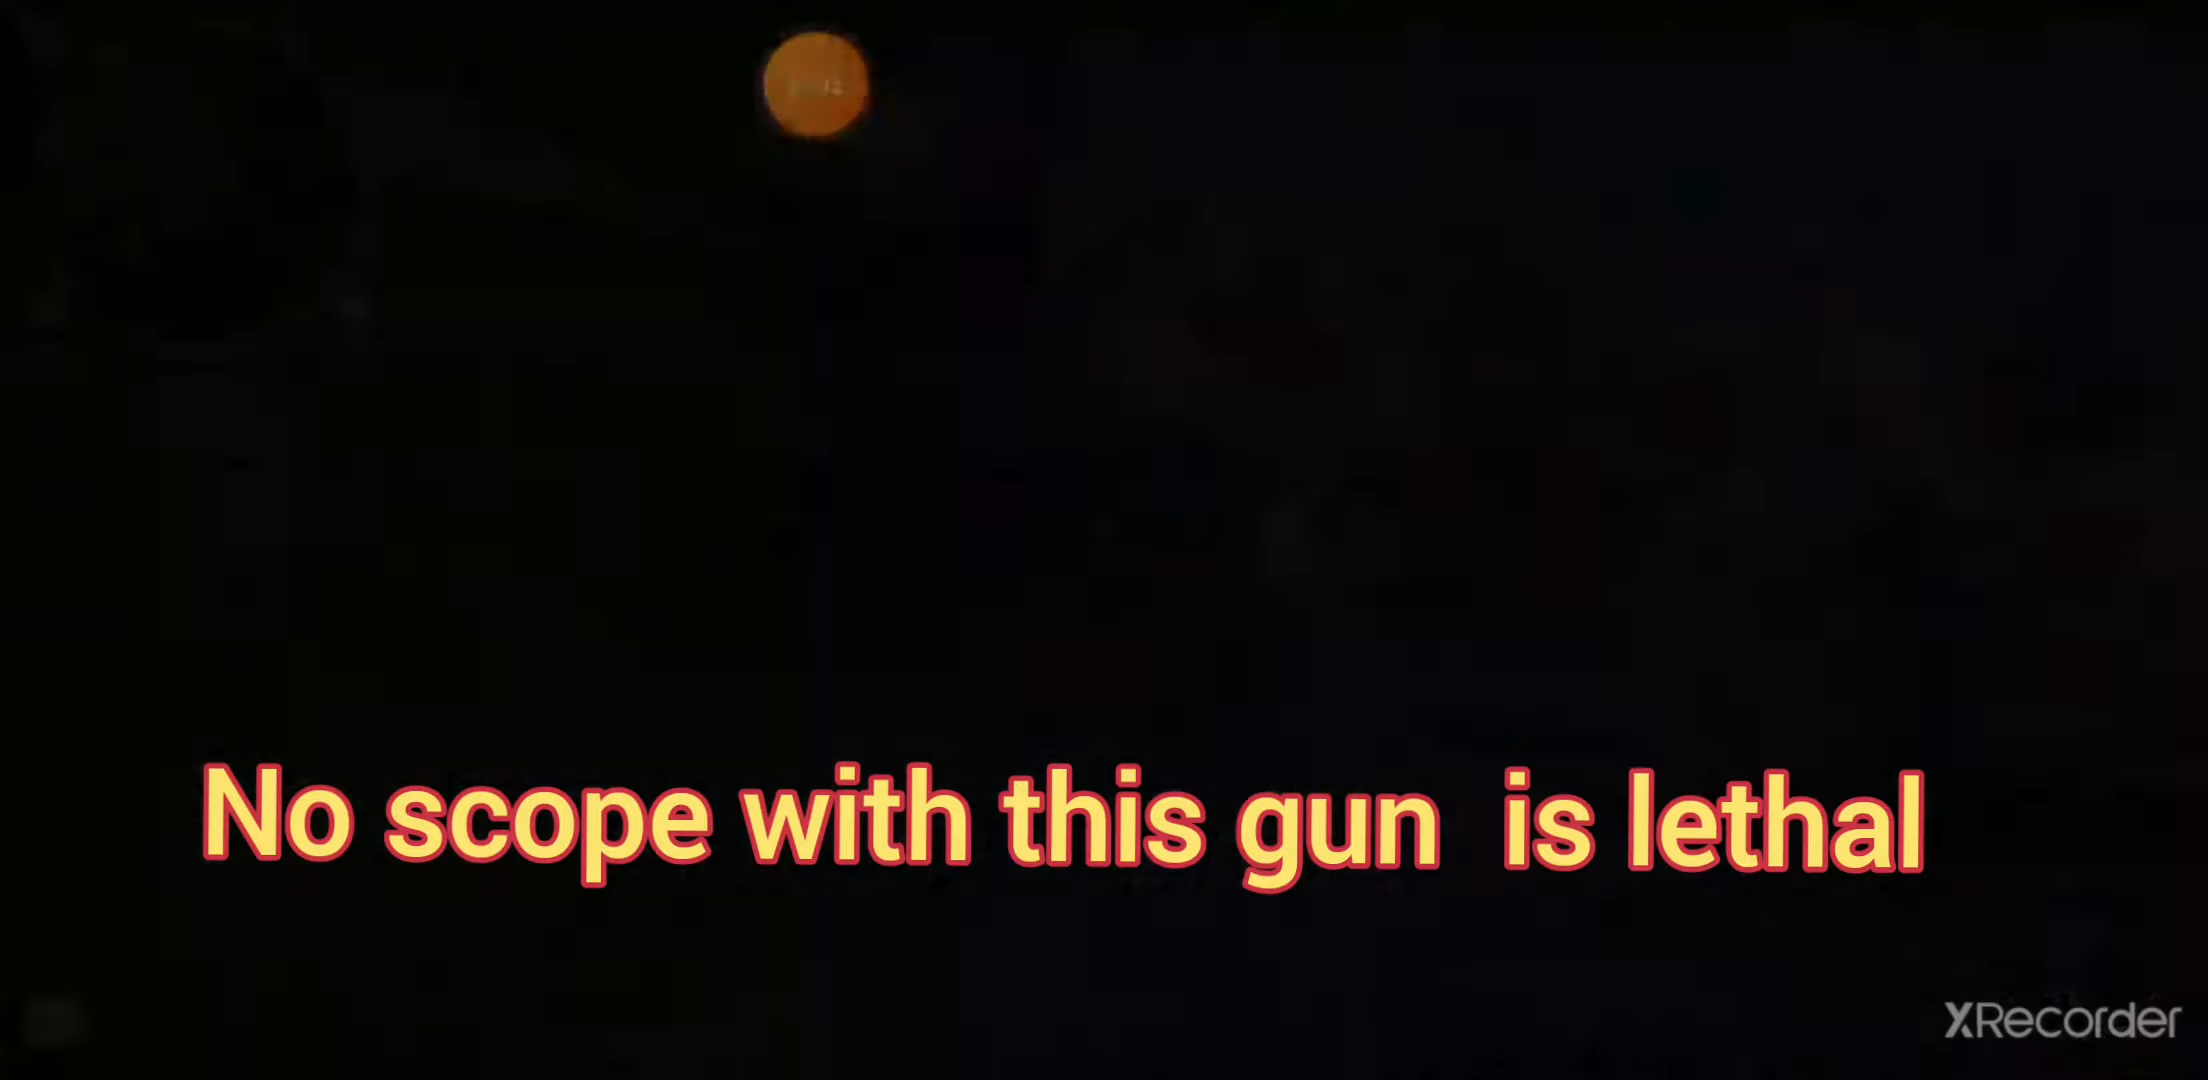 No scope with this gun  is lethal
XRecorder